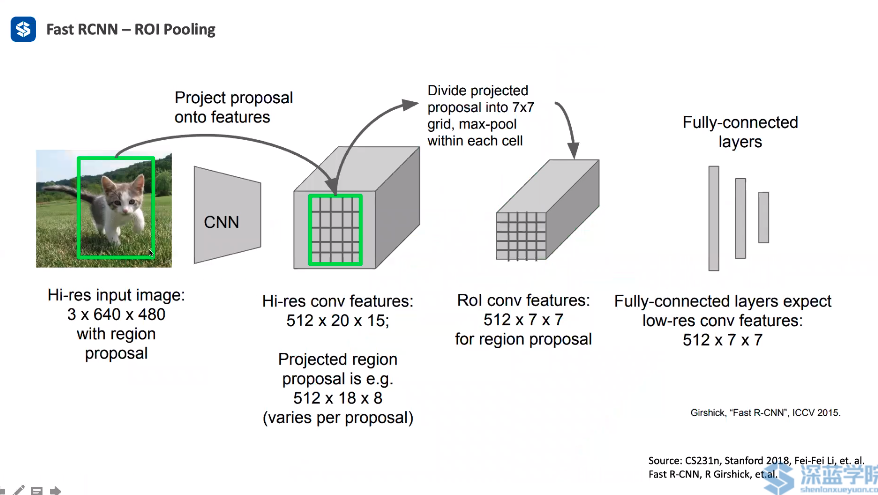 Fast RCNN – ROI Pooling
Project proposal
onto features
Divide projected
proposal into 7x7
grid, max-pool
within each cell
Fully-connected
layers
CNN
Hi-res input image:
3 x 640 x 480
with region
proposal
Hi-res conv features:
512 x 20 x 15;
Projected region
proposal is e.g.
512 x 18 x 8
(varies per proposal)
RoI conv features:
512 x 7 x 7
for region proposal
Fully-connected layers expect
low-res conv features:
512 x 7 x 7
Girshick, “Fast R-CNN”, ICCV 2015.
Source: CS231n, Stanford 2018, Fei-Fei Li, et. al.
Fast R-CNN, R Girshick, et.al.
深蓝学院
shenlanxueyuan.com